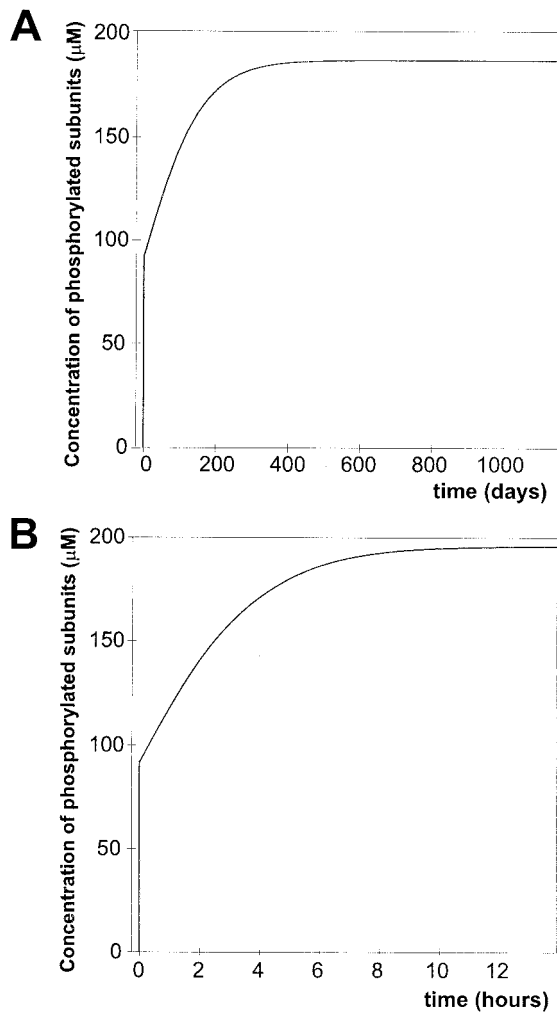 A
Concentration of phosphorylated subunits (μM)
200
150
100
50
0
0 200 400 600 800 1000
time (days)
B
Concentration of phosphorylated subunits (μM)
200
150
100
50
0
0 2 4 6 8 10 12
time (hours)